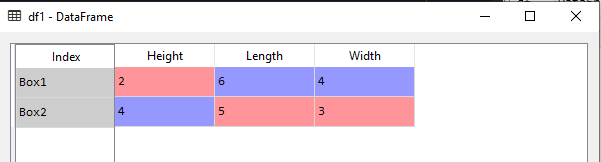 df1 - DataFrame
Index Height Length Width
Box1 2 6 4
Box2 4 5 3